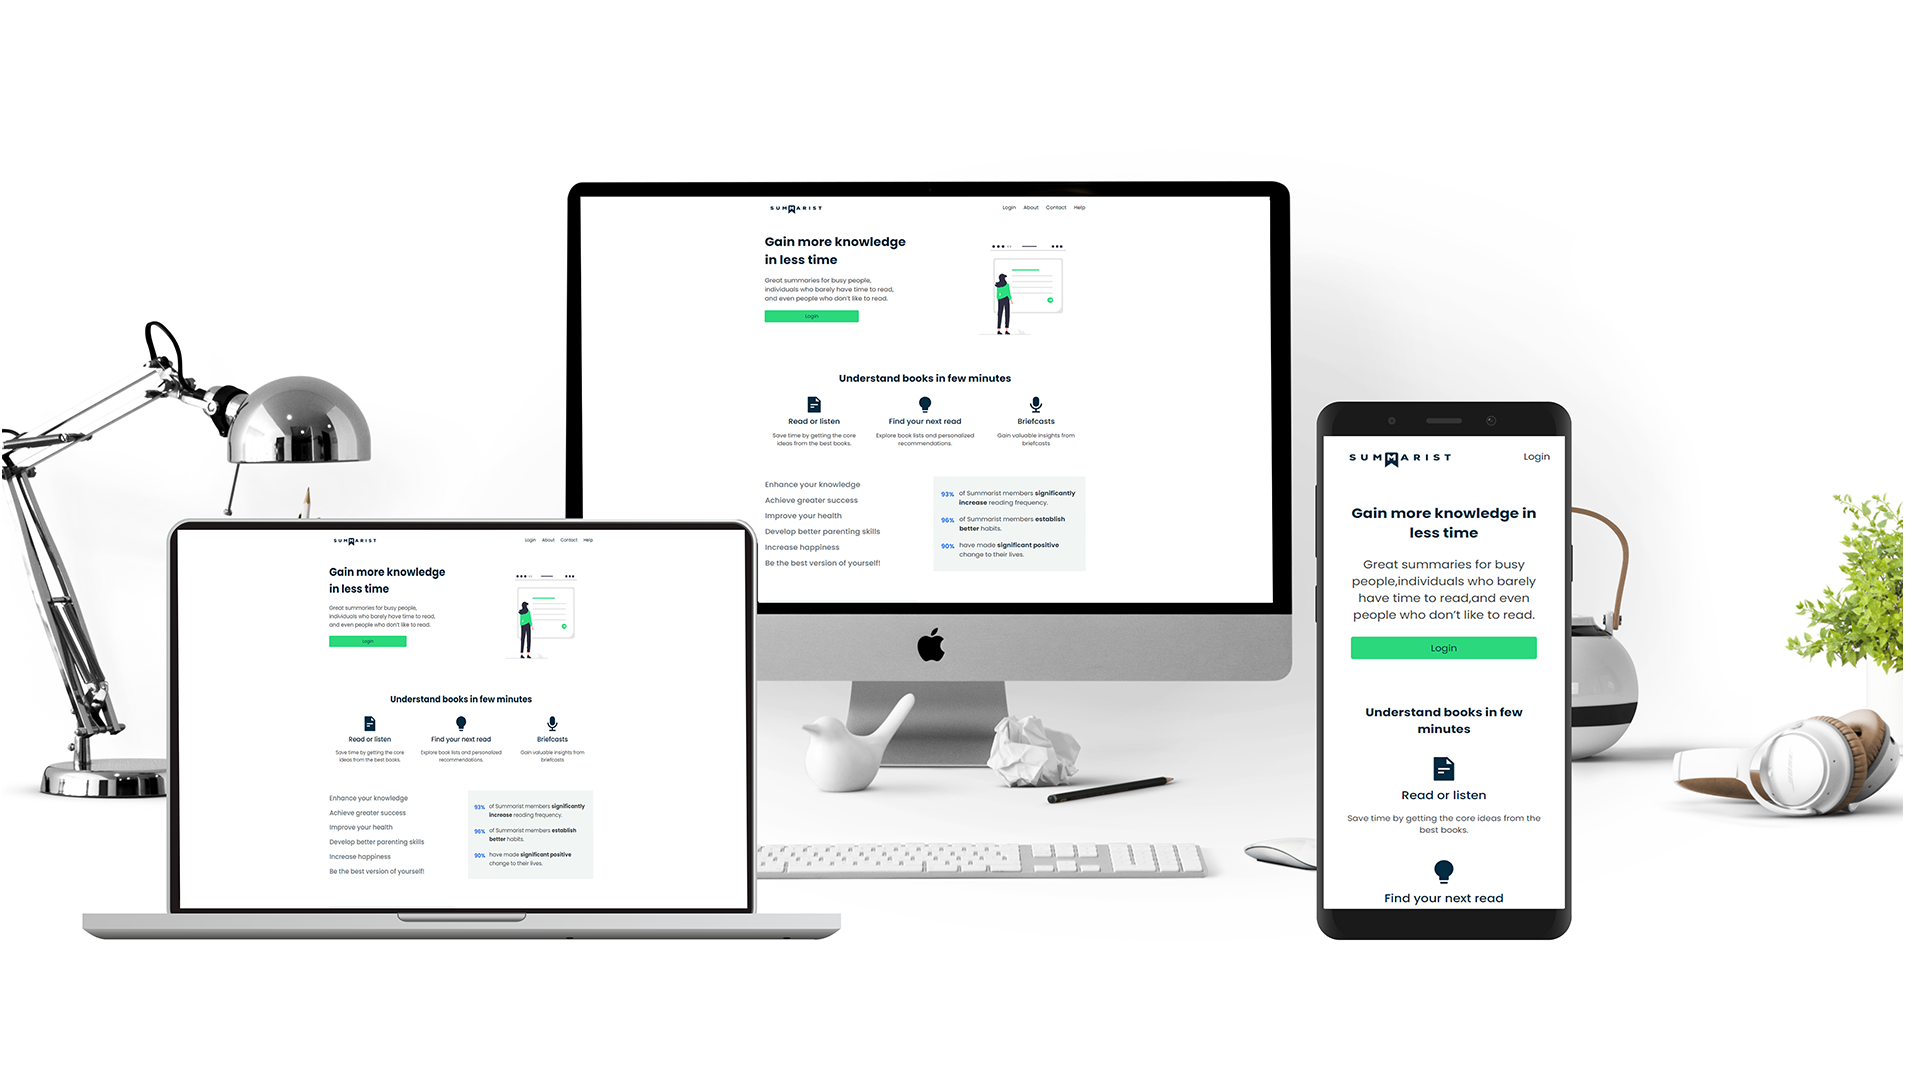 SUMMARIST
Login About Contact Help
Gain more knowledge
in less time
Great summaries for busy people,
individuals who barely have time to read,
and even people who don't like to read.
Login
Understand books in few minutes
Read or listen
Save time by getting the core
ideas from the best books.
Find your next read
Explore book lists and personalized
recommendations.
Briefcasts
Gain valuable insights from
briefcasts
Enhance your knowledge
Achieve greater success
Improve your health
Develop better parenting skills
Increase happiness
Be the best version of yourself!
93% of Summarist members significantly
increase reading frequency.
96% of Summarist members establish
better habits.
90% have made significant positive
change to their lives.
SUMMARIST
Login About Contact Help
Gain more knowledge
in less time
Great summaries for busy people,
individuals who barely have time to read,
and even people who don't like to read.
Login
Understand books in few minutes
Read or listen
Save time by getting the core
ideas from the best books.
Find your next read
Explore book lists and personalized
recommendations.
Briefcasts
Gain valuable insights from
briefcasts
Enhance your knowledge
Achieve greater success
Improve your health
Develop better parenting skills
Increase happiness
Be the best version of yourself!
93% of Summarist members significantly
increase reading frequency.
96% of Summarist members establish
better habits.
90% have made significant positive
change to their lives.
SUMMARIST
Login
Gain more knowledge in
less time
Great summaries for busy
people,individuals who barely
have time to read,and even
people who don't like to read.
Login
Understand books in few
minutes
Read or listen
Save time by getting the core ideas from the
best books.
Find your next read